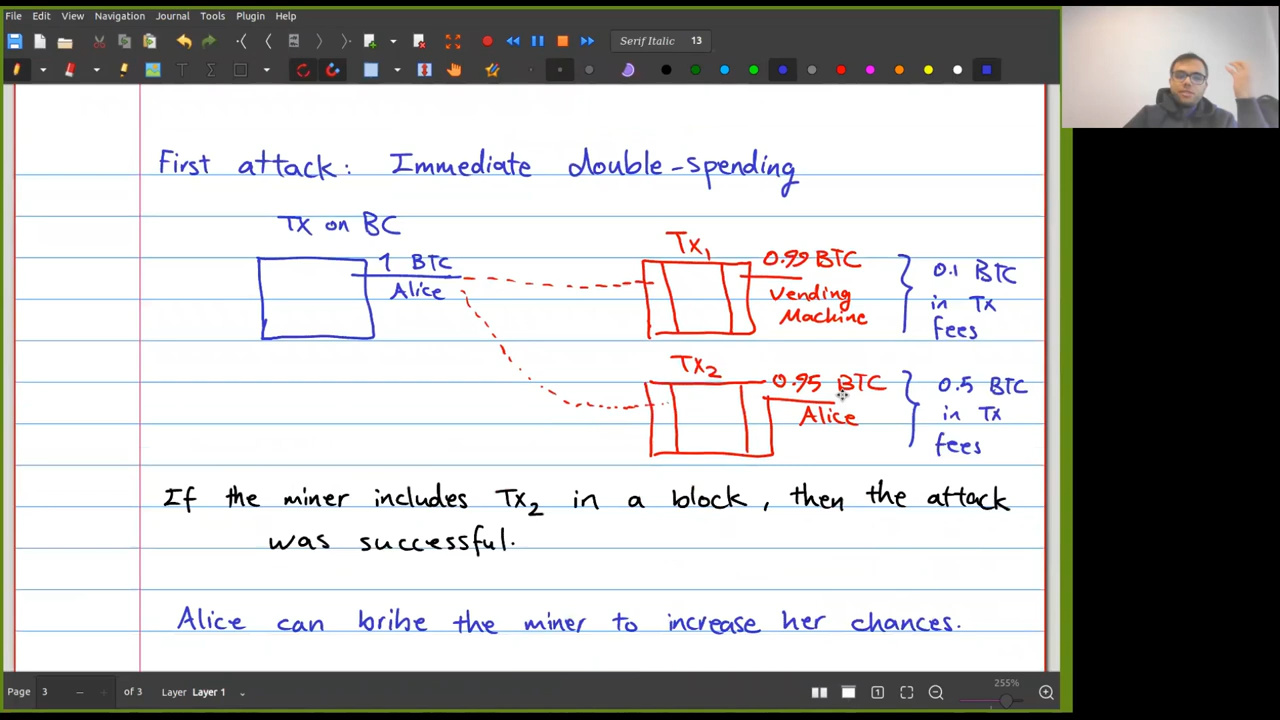 File Edit View Navigation Journal Tools Plugin Help
Serif Italic 13
First attack: Immediate double-spending
TX on BC
1 BTC
Alice
Tx1
0.99 BTC
Vending
Machine
0.1 BTC
in Tx
fees
Tx2
0.95 BTC
Alice
0.5 BTC
in Tx
fees
If the miner includes Tx2 in a block, then the attack
was successful.
Alice can bribe the miner to increase her chances.
Page 3 of 3 Layer Layer 1
255%